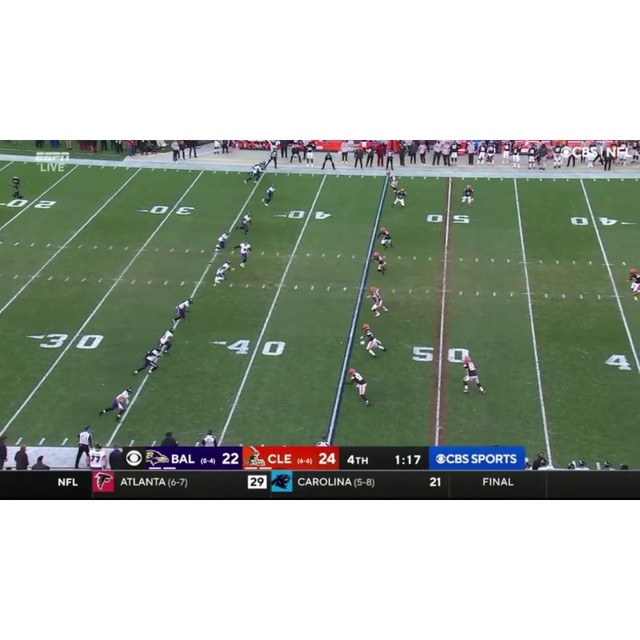 ESPN
LIVE
CBS NFL
20 30 40 50 40
30 40 50 4
BAL (8-4) 22 CLE (6-6) 24 4TH 1:17 CBS SPORTS
NFL ATLANTA (6-7) 29 CAROLINA (5-8) 21 FINAL